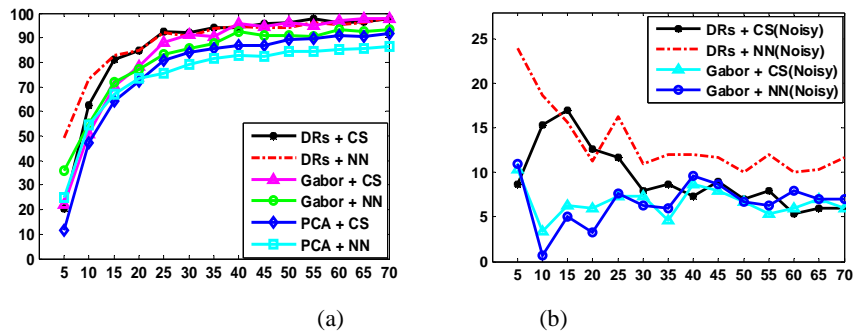 100
90
80
70
60
50
40
30
20
10
0
5 10 15 20 25 30 35 40 45 50 55 60 65 70
DRs + CS
DRs + NN
Gabor + CS
Gabor + NN
PCA + CS
PCA + NN
(a)
25
20
15
10
5
0
5 10 15 20 25 30 35 40 45 50 55 60 65 70
DRs + CS(Noisy)
DRs + NN(Noisy)
Gabor + CS(Noisy)
Gabor + NN(Noisy)
(b)